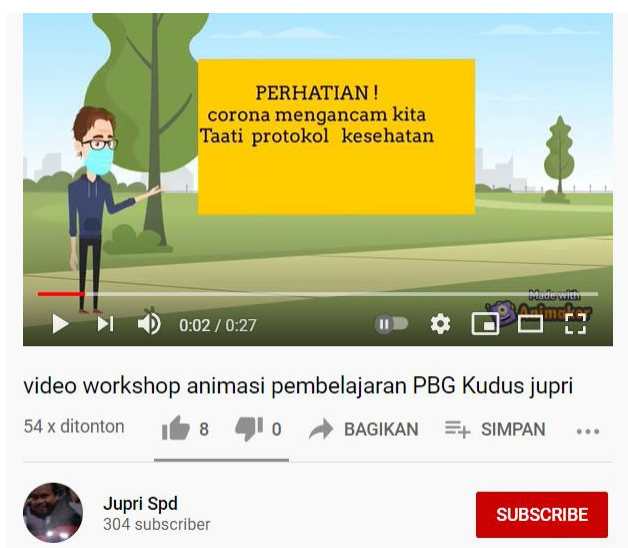 PERHATIAN !
corona mengancam kita
Taati protokol kesehatan
Made with
Animaker
0:02 / 0:27
video workshop animasi pembelajaran PBG Kudus jupri
54 x ditonton 8 0 BAGIKAN SIMPAN
Jupri Spd
304 subscriber
SUBSCRIBE